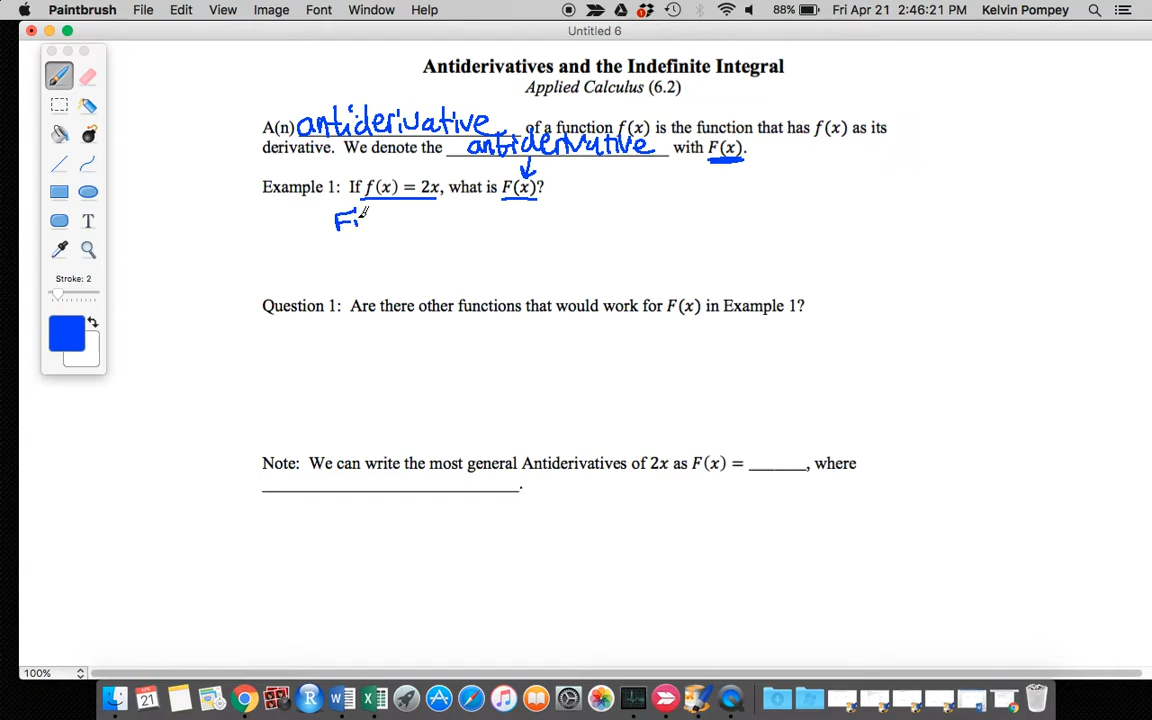 Paintbrush File Edit View Image Font Window Help 88% Fri Apr 21 2:46:21 PM Kelvin Pompey
Untitled 6
Antiderivatives and the Indefinite Integral
Applied Calculus (6.2)
A(n) antiderivative of a function f(x) is the function that has f(x) as its
derivative. We denote the antiderivative with F(x).
Example 1: If f(x) = 2x, what is F(x)?
F
Stroke: 2
Question 1: Are there other functions that would work for F(x) in Example 1?
Note: We can write the most general Antiderivatives of 2x as F(x) = ______, where
______________________________.
100%